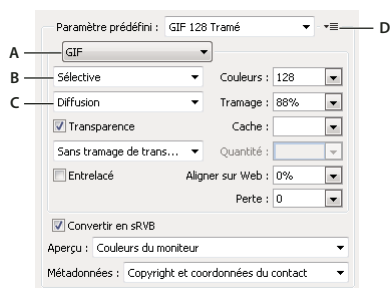 Paramètre prédéfini : GIF 128 Tramé D
A GIF
B Sélective Couleurs : 128
C Diffusion Tramage : 88%
Transparence Cache :
Sans tramage de trans... Quantité :
Entrelacé Aligner sur Web : 0%
Perte : 0
Convertir en sRVB
Aperçu : Couleurs du moniteur
Métadonnées : Copyright et coordonnées du contact